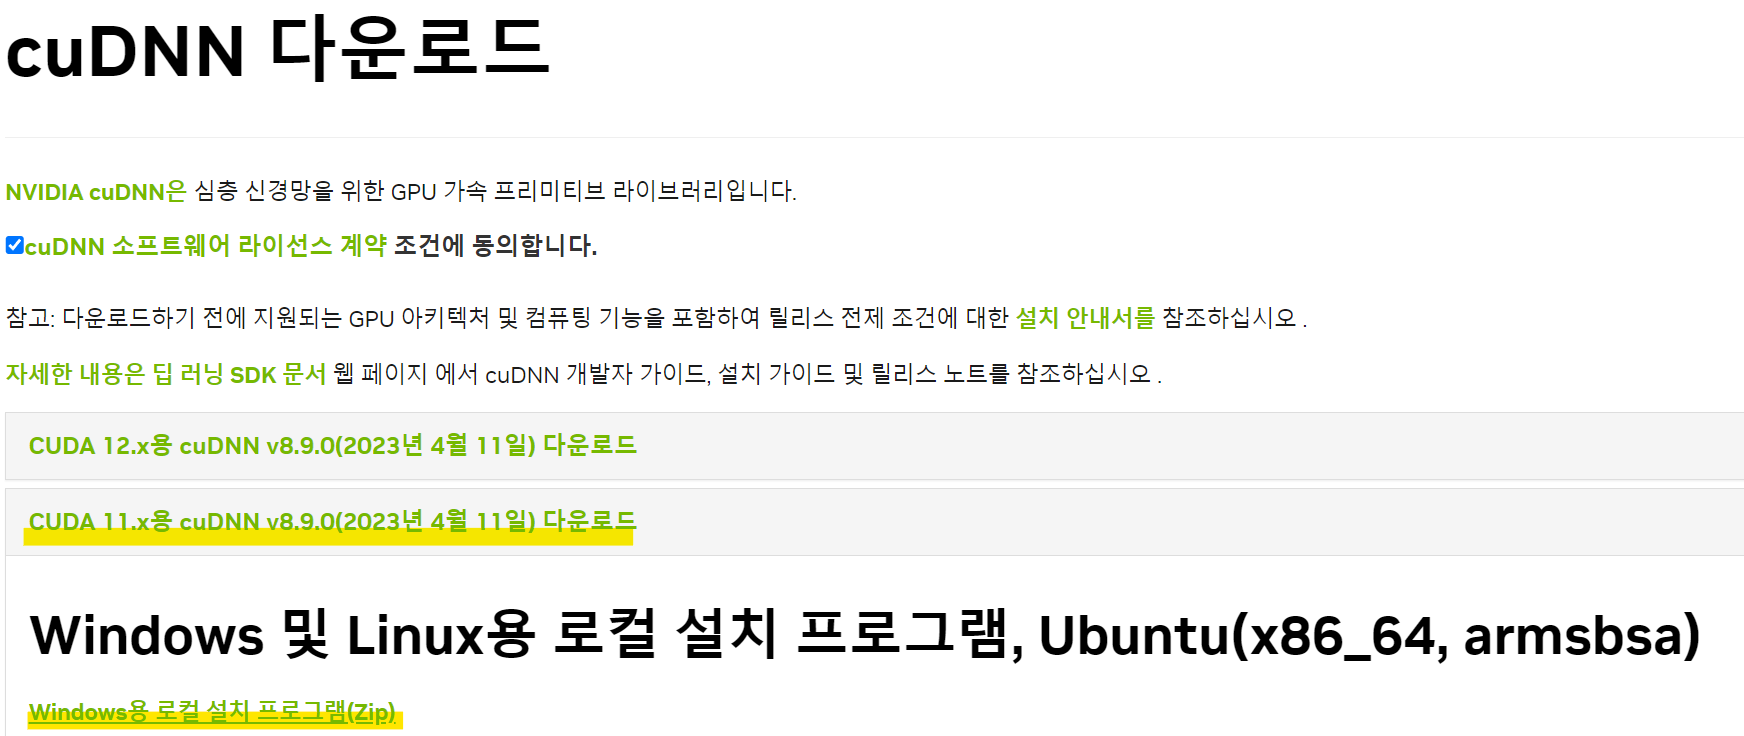 cuDNN 다운로드
NVIDIA cuDNN은 심층 신경망을 위한 GPU 가속 프리미티브 라이브러리입니다.
cuDNN 소프트웨어 라이선스 계약 조건에 동의합니다.
참고: 다운로드하기 전에 지원되는 GPU 아키텍처 및 컴퓨팅 기능을 포함하여 릴리스 전제 조건에 대한 설치 안내서를 참조하십시오 .
자세한 내용은 딥 러닝 SDK 문서 웹 페이지 에서 cuDNN 개발자 가이드, 설치 가이드 및 릴리스 노트를 참조하십시오 .
CUDA 12.x용 cuDNN v8.9.0(2023년 4월 11일) 다운로드
CUDA 11.x용 cuDNN v8.9.0(2023년 4월 11일) 다운로드
Windows 및 Linux용 로컬 설치 프로그램, Ubuntu(x86_64, armsbsa)
Windows용 로컬 설치 프로그램(Zip)